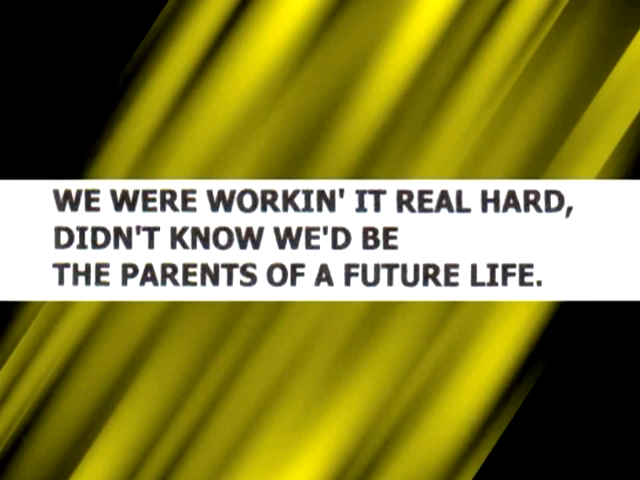 WE WERE WORKIN' IT REAL HARD,
DIDN'T KNOW WE'D BE
THE PARENTS OF A FUTURE LIFE.